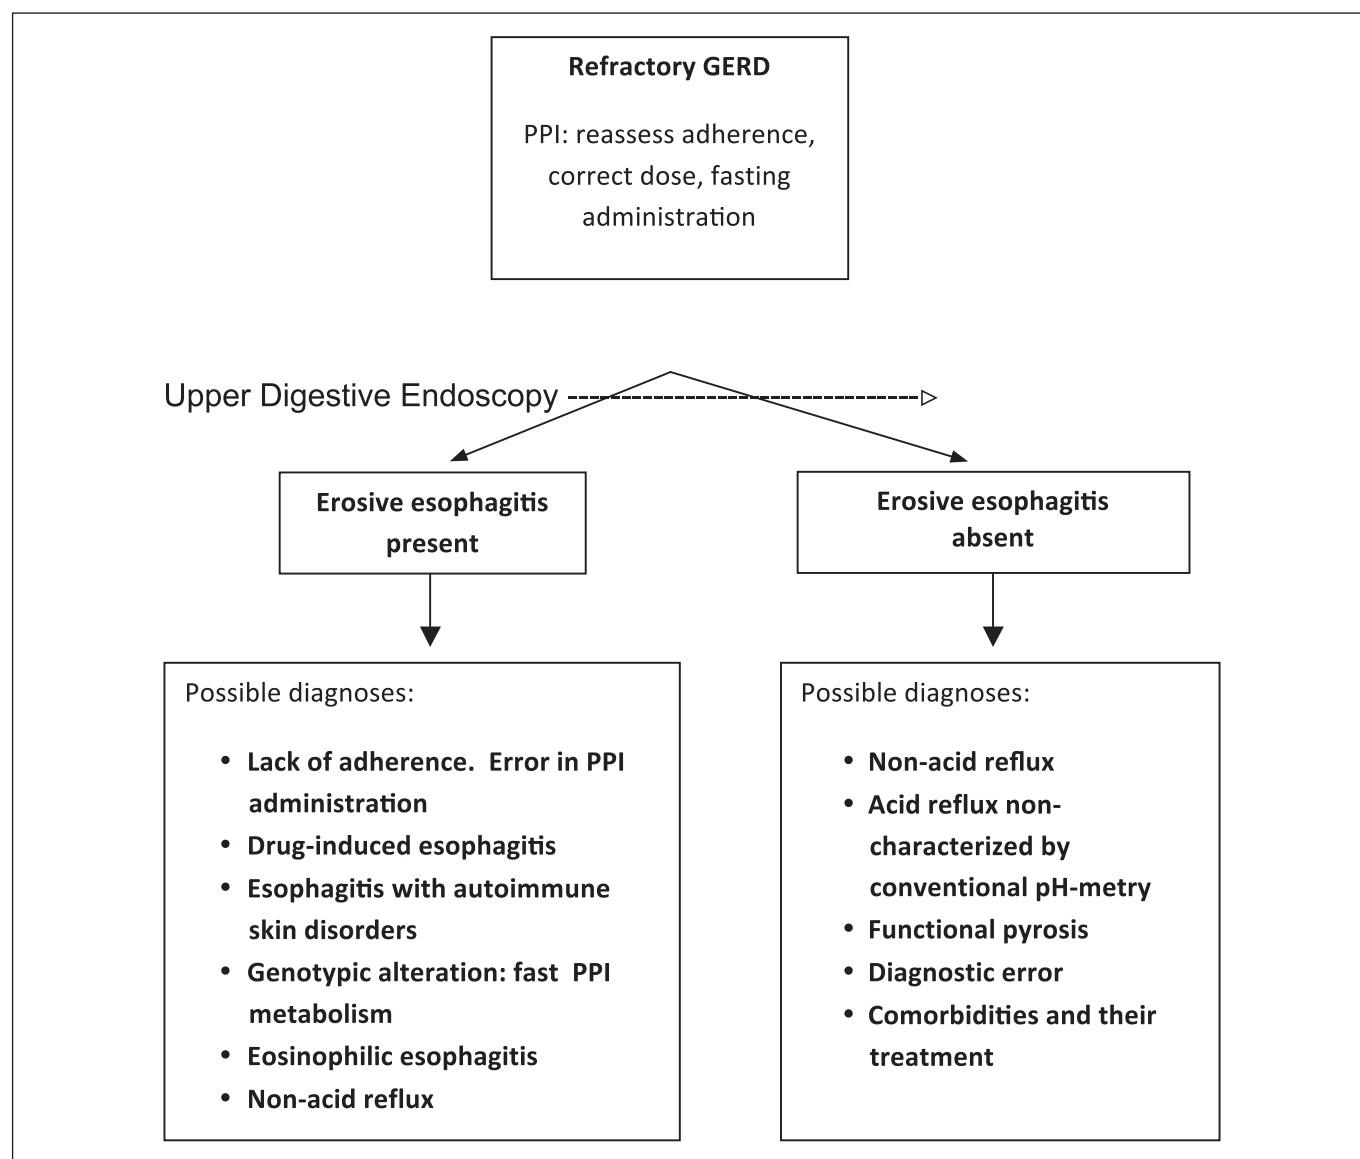 Refractory GERD
PPI: reassess adherence,
correct dose, fasting
administration
Upper Digestive Endoscopy
Erosive esophagitis
present
Erosive esophagitis
absent
Possible diagnoses:
• Lack of adherence.  Error in PPI
administration
• Drug-induced esophagitis
• Esophagitis with autoimmune
skin disorders
• Genotypic alteration: fast  PPI
metabolism
• Eosinophilic esophagitis
• Non-acid reflux
Possible diagnoses:
• Non-acid reflux
• Acid reflux non-
characterized by
conventional pH-metry
• Functional pyrosis
• Diagnostic error
• Comorbidities and their
treatment